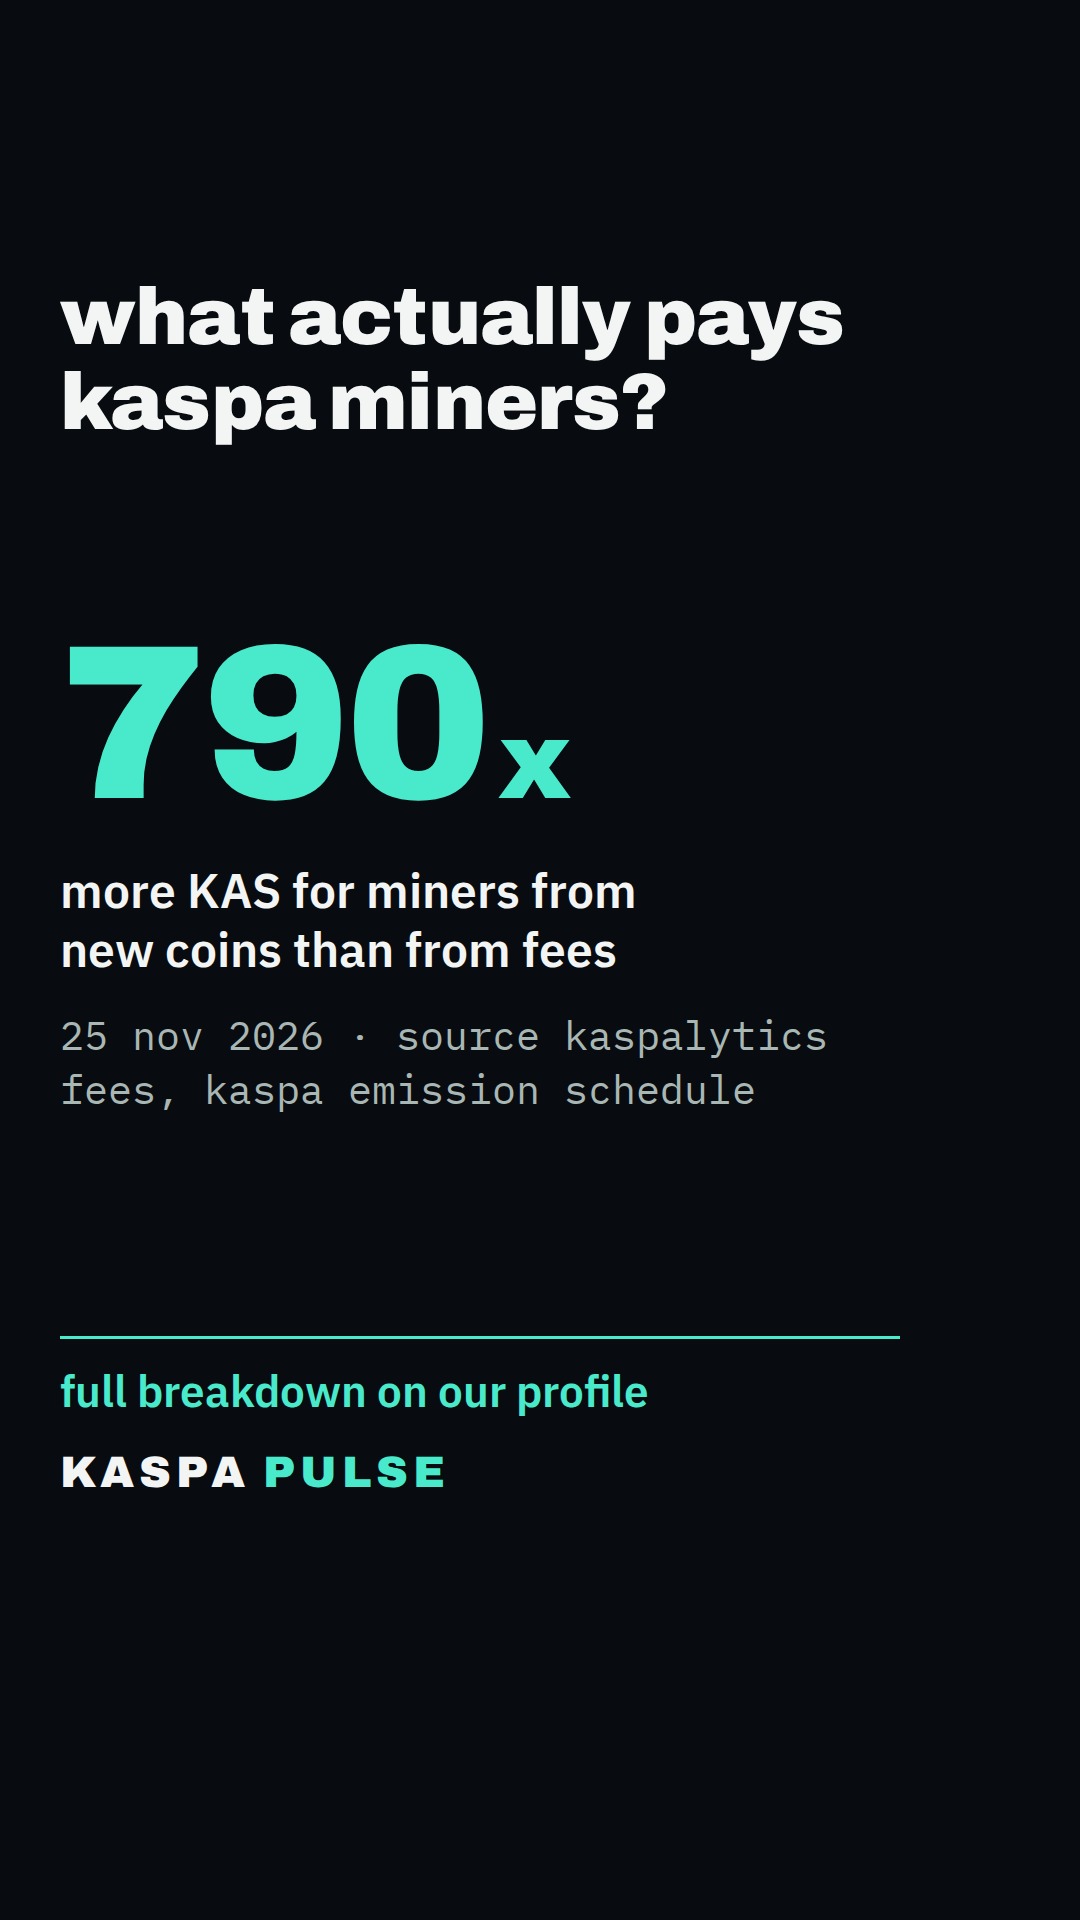 what actually pays
kaspa miners?
790x
more KAS for miners from
new coins than from fees
25 nov 2026 · source kaspalytics
fees, kaspa emission schedule
full breakdown on our profile
KASPA PULSE